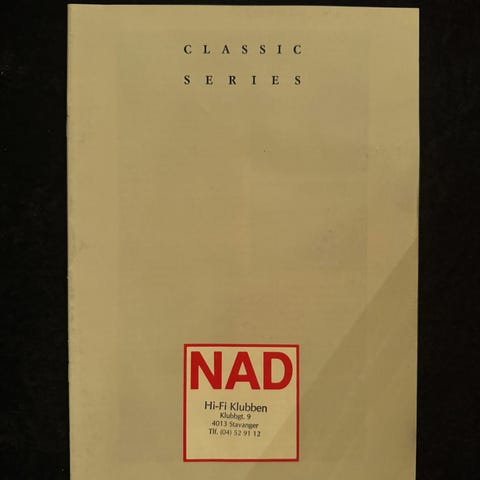 CLASSIC
SERIES
NAD
Hi-Fi Klubben
Klubbgt. 9
4013 Stavanger
Tlf. (04) 52 91 12